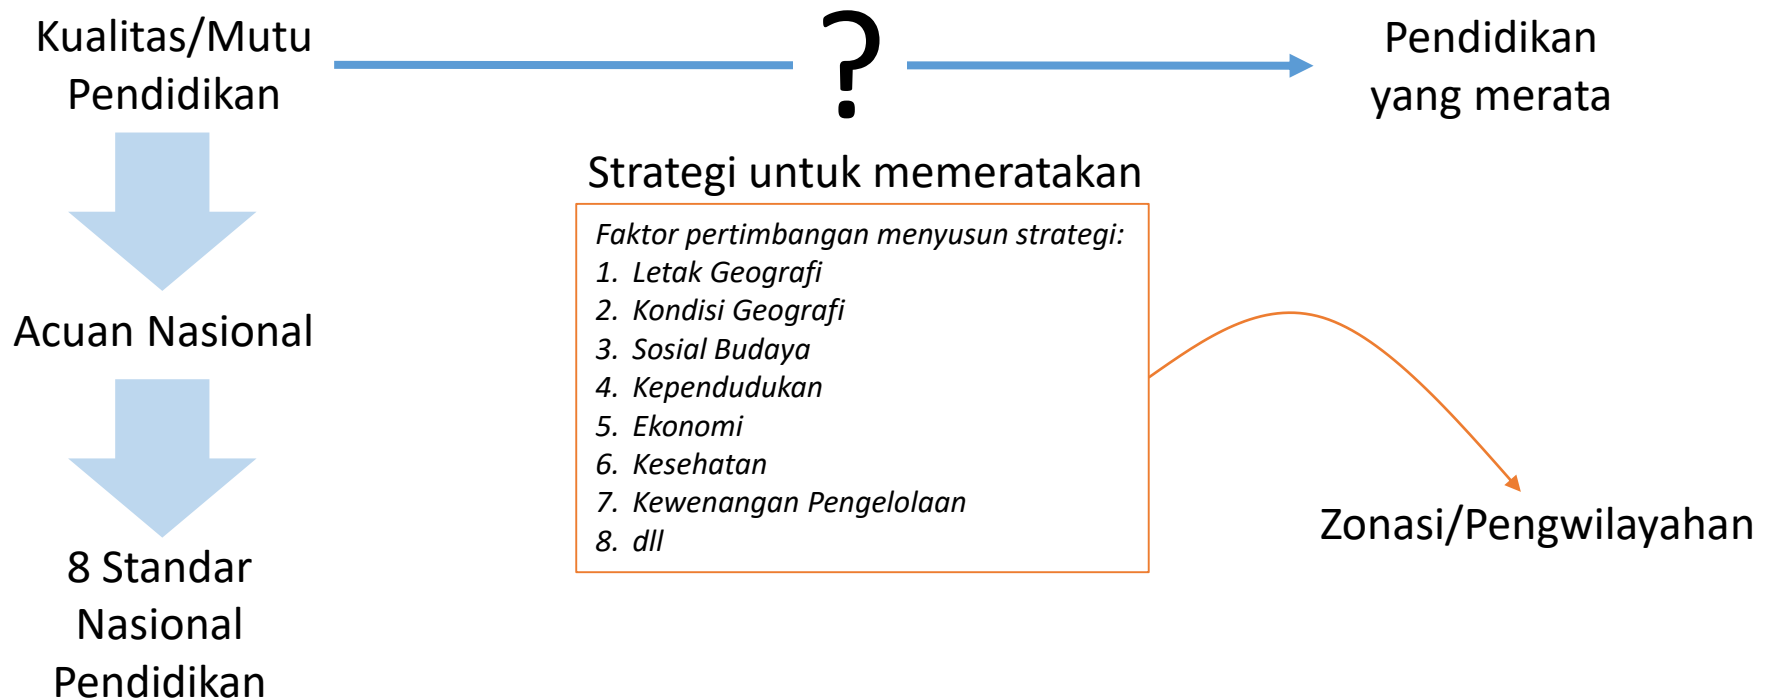 Kualitas/Mutu
Pendidikan
?
Pendidikan
yang merata
Strategi untuk memeratakan
Faktor pertimbangan menyusun strategi:
1. Letak Geografi
2. Kondisi Geografi
3. Sosial Budaya
4. Kependudukan
5. Ekonomi
6. Kesehatan
7. Kewenangan Pengelolaan
8. dll
Acuan Nasional
8 Standar
Nasional
Pendidikan
Zonasi/Pengwilayahan